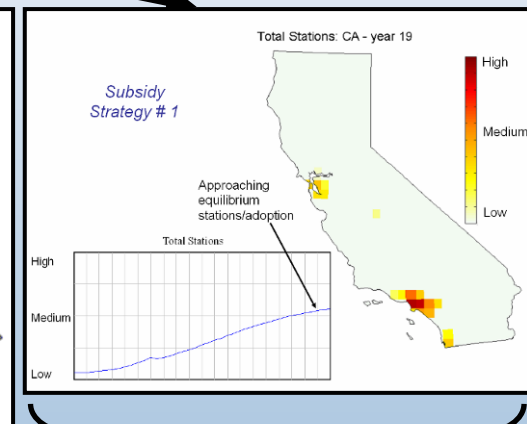 Total Stations: CA - year 19
Subsidy
Strategy # 1
High
Medium
Low
Approaching
equilibrium
stations/adoption
Total Stations
High
Medium
Low